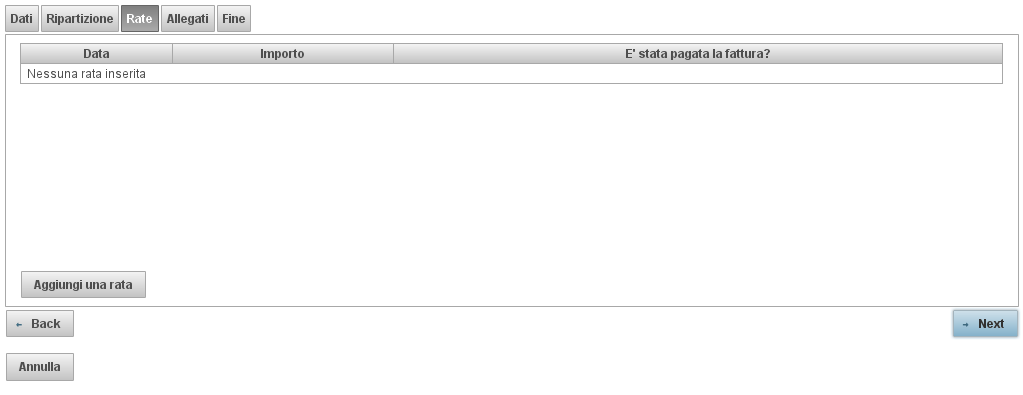 Dati Ripartizione Rate Allegati Fine
Data Importo E' stata pagata la fattura?
Nessuna rata inserita
Aggiungi una rata
← Back → Next
Annulla